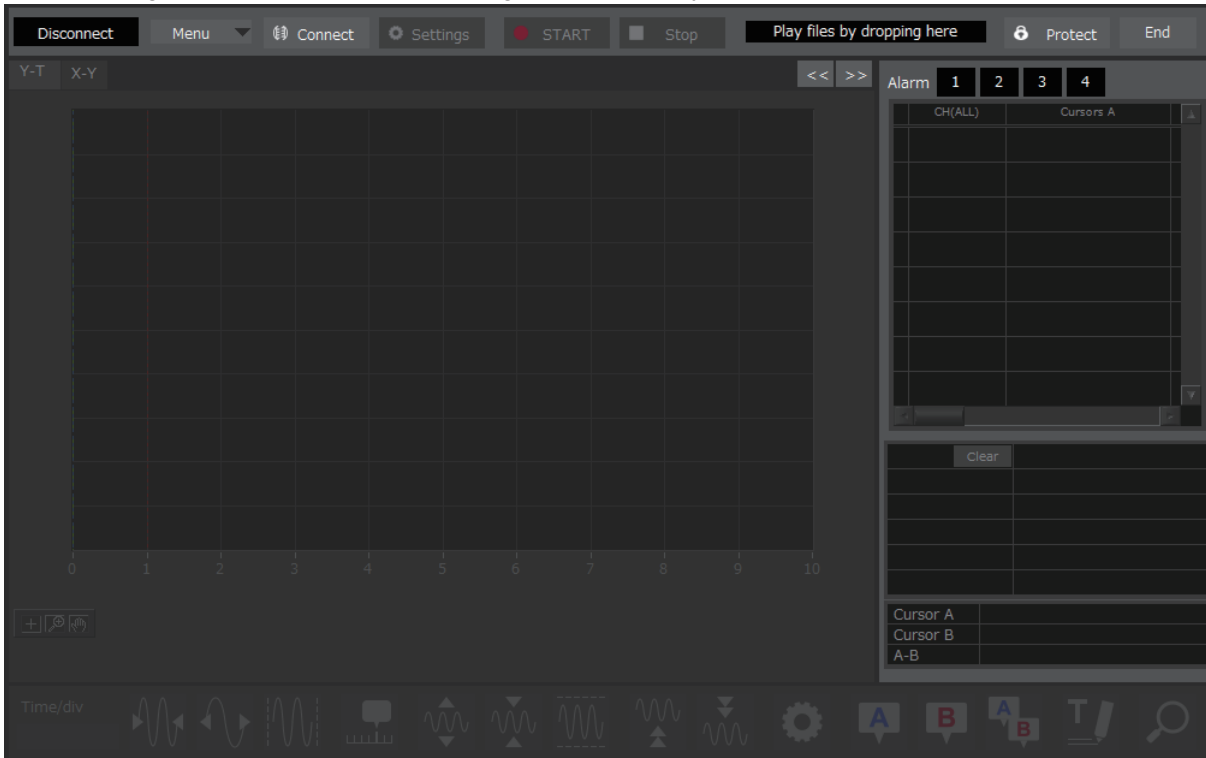 Disconnect Menu Connect Settings START Stop Play files by dropping here Protect End
Y-T X-Y << >>
Alarm 1 2 3 4
CH(ALL) Cursors A
Clear
0 1 2 3 4 5 6 7 8 9 10
Cursor A
Cursor B
A-B
Time/div
A B A B T